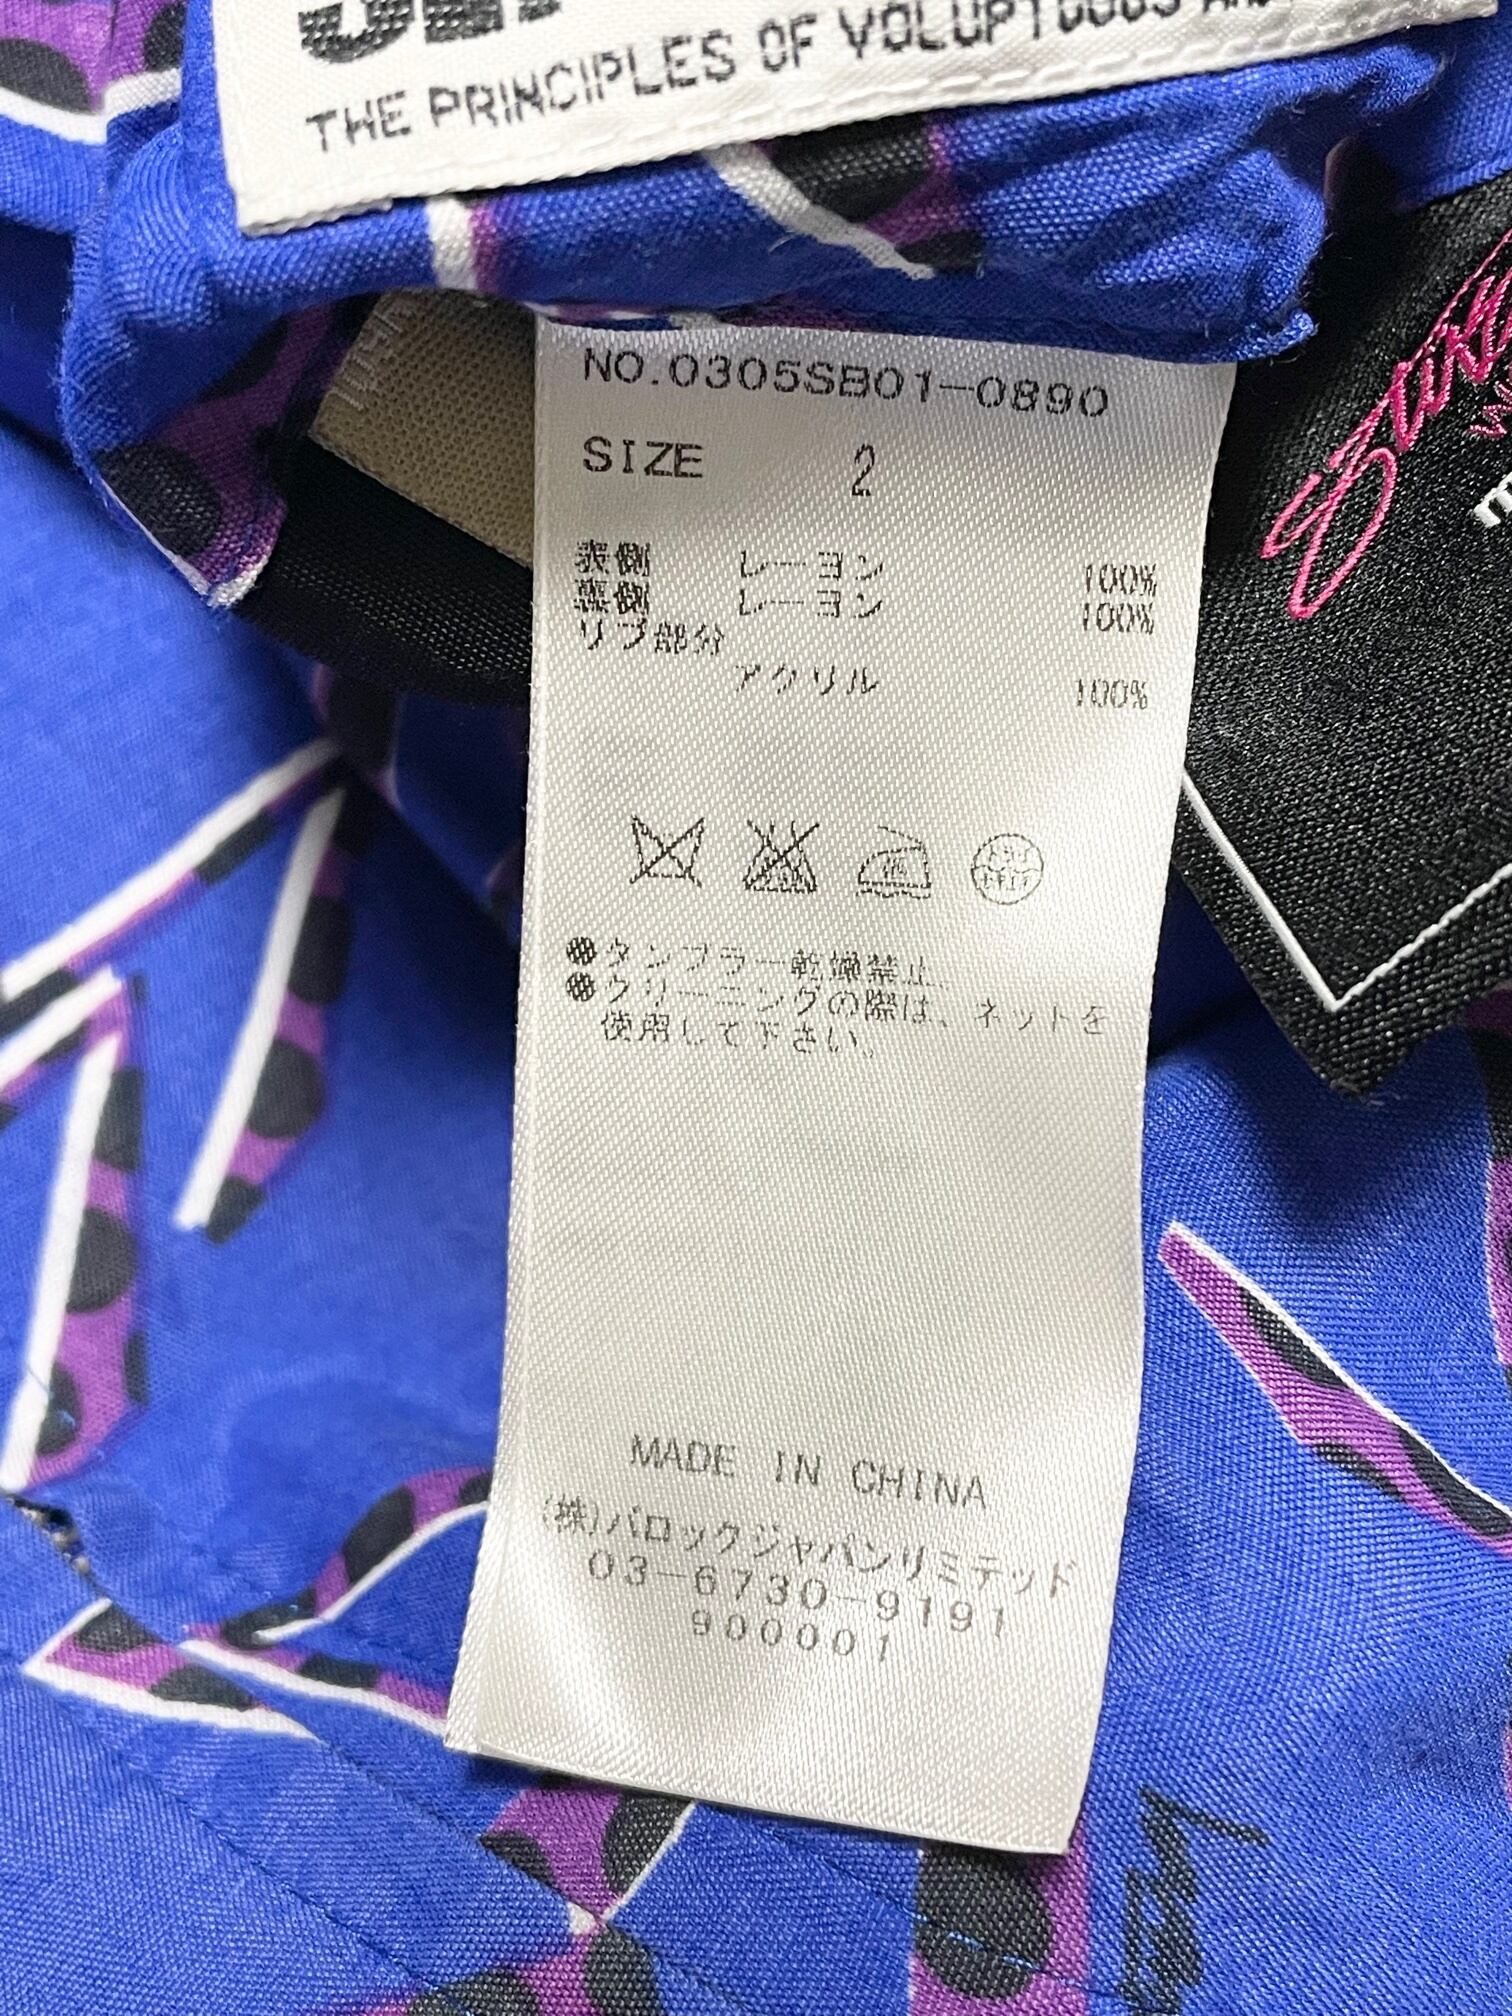 THE PRINCIPLES OF VOLUPTUOUS
NO.0305SB01-0890
SIZE 2
表側 レーヨン 100%
裏側 レーヨン 100%
リブ部分
アクリル 100%
●タンブラー乾燥禁止。
●クリーニングの際は、ネットを
使用して下さい。
MADE IN CHINA
(株)バロックジャパンリミテッド
03-6730-9191
900001